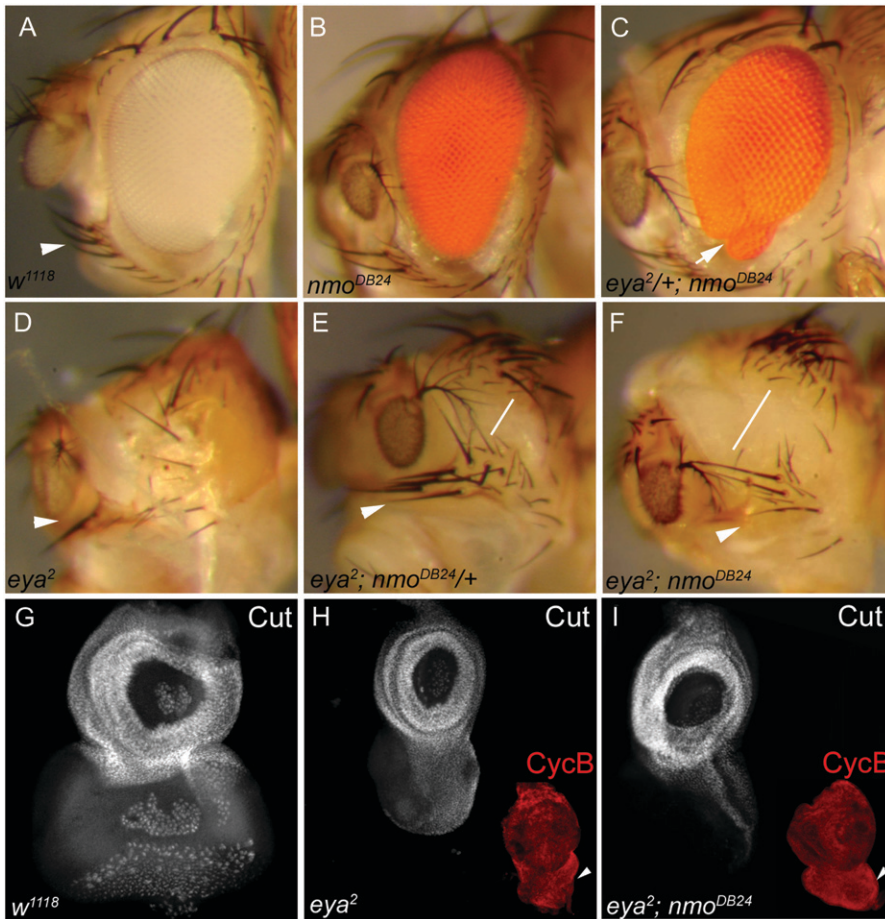 A
w1118
B
nmoDB24
C
eya2/+; nmoDB24
D
eya2
E
eya2; nmoDB24/+
F
eya2; nmoDB24
G
Cut
w1118
H
Cut
CycB
eya2
I
Cut
CycB
eya2; nmoDB24